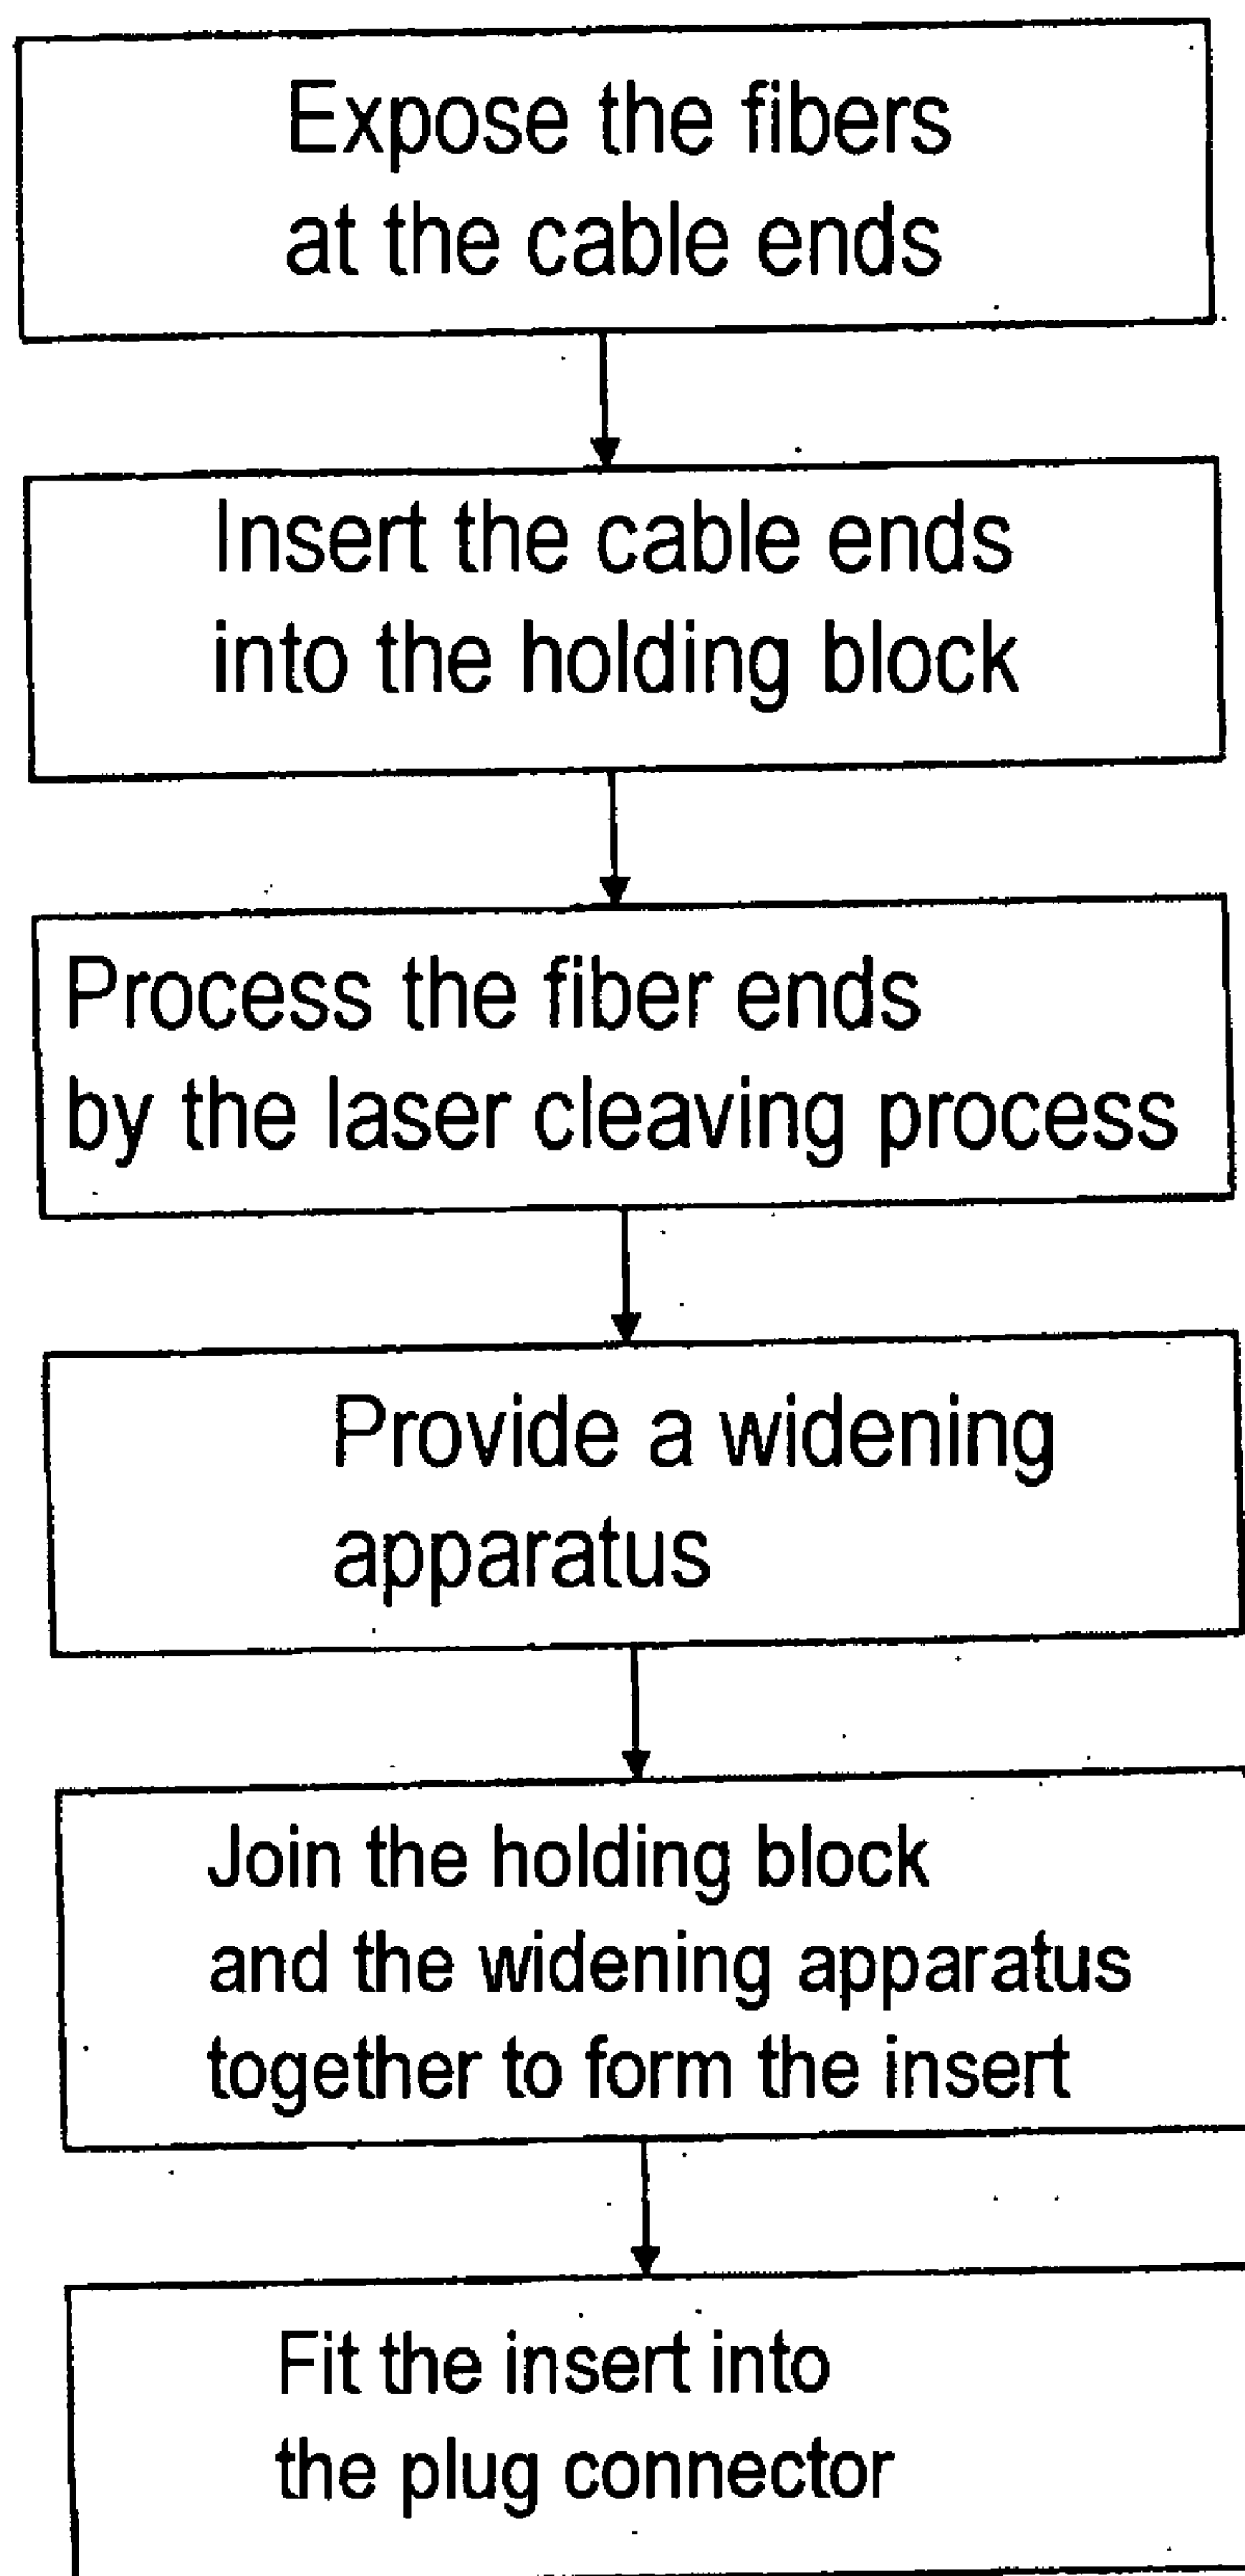 Expose the fibers
at the cable ends
Insert the cable ends
into the holding block
Process the fiber ends
by the laser cleaving process
Provide a widening
apparatus
Join the holding block
and the widening apparatus
together to form the insert
Fit the insert into
the plug connector